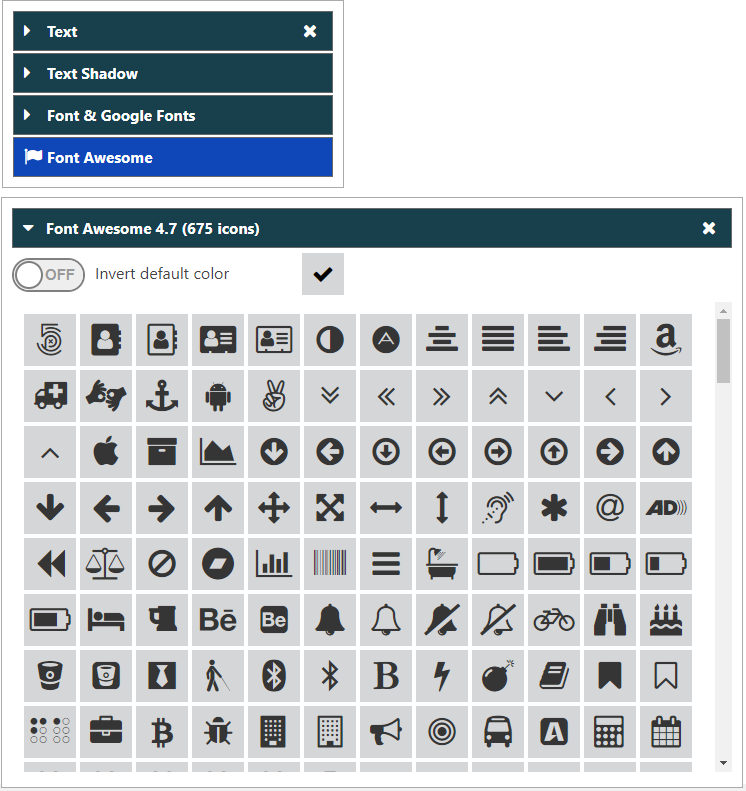 Text
Text Shadow
Font & Google Fonts
Font Awesome
Font Awesome 4.7 (675 icons)
OFF
Invert default color
a
@
AD
Bē
Be
B